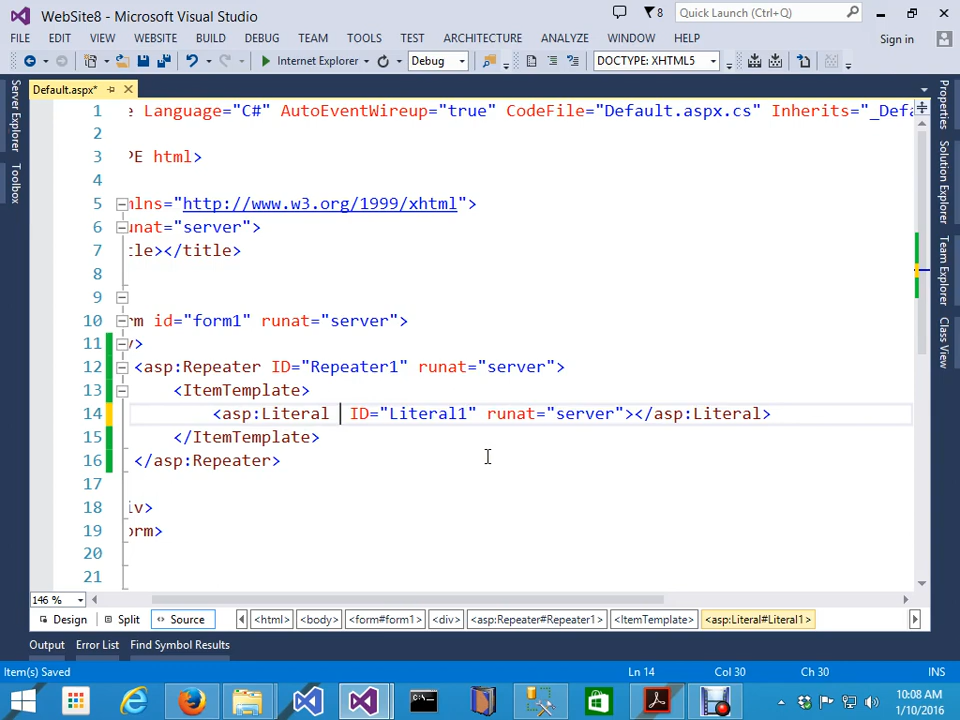 WebSite8 - Microsoft Visual Studio
8
Quick Launch (Ctrl+Q)
FILE EDIT VIEW WEBSITE BUILD DEBUG TEAM TOOLS TEST ARCHITECTURE ANALYZE WINDOW HELP
Sign in
Internet Explorer
Debug
DOCTYPE: XHTML5
Default.aspx*
Server Explorer
Toolbox
Properties
Solution Explorer
Team Explorer
Class View
1 e Language="C#" AutoEventWireup="true" CodeFile="Default.aspx.cs" Inherits="_Defa
2
3 PE html>
4
5 mlns="http://www.w3.org/1999/xhtml">
6 unat="server">
7 tle></title>
8
9
10 rm id="form1" runat="server">
11 v>
12 <asp:Repeater ID="Repeater1" runat="server">
13 <ItemTemplate>
14 <asp:Literal ID="Literal1" runat="server"></asp:Literal>
15 </ItemTemplate>
16 </asp:Repeater>
17
18 iv>
19 orm>
20
21
146 %
Design Split Source <html> <body> <form#form1> <div> <asp:Repeater#Repeater1> <ItemTemplate> <asp:Literal#Literal1>
Output Error List Find Symbol Results
Item(s) Saved Ln 14 Col 30 Ch 30 INS
10:08 AM
1/10/2016